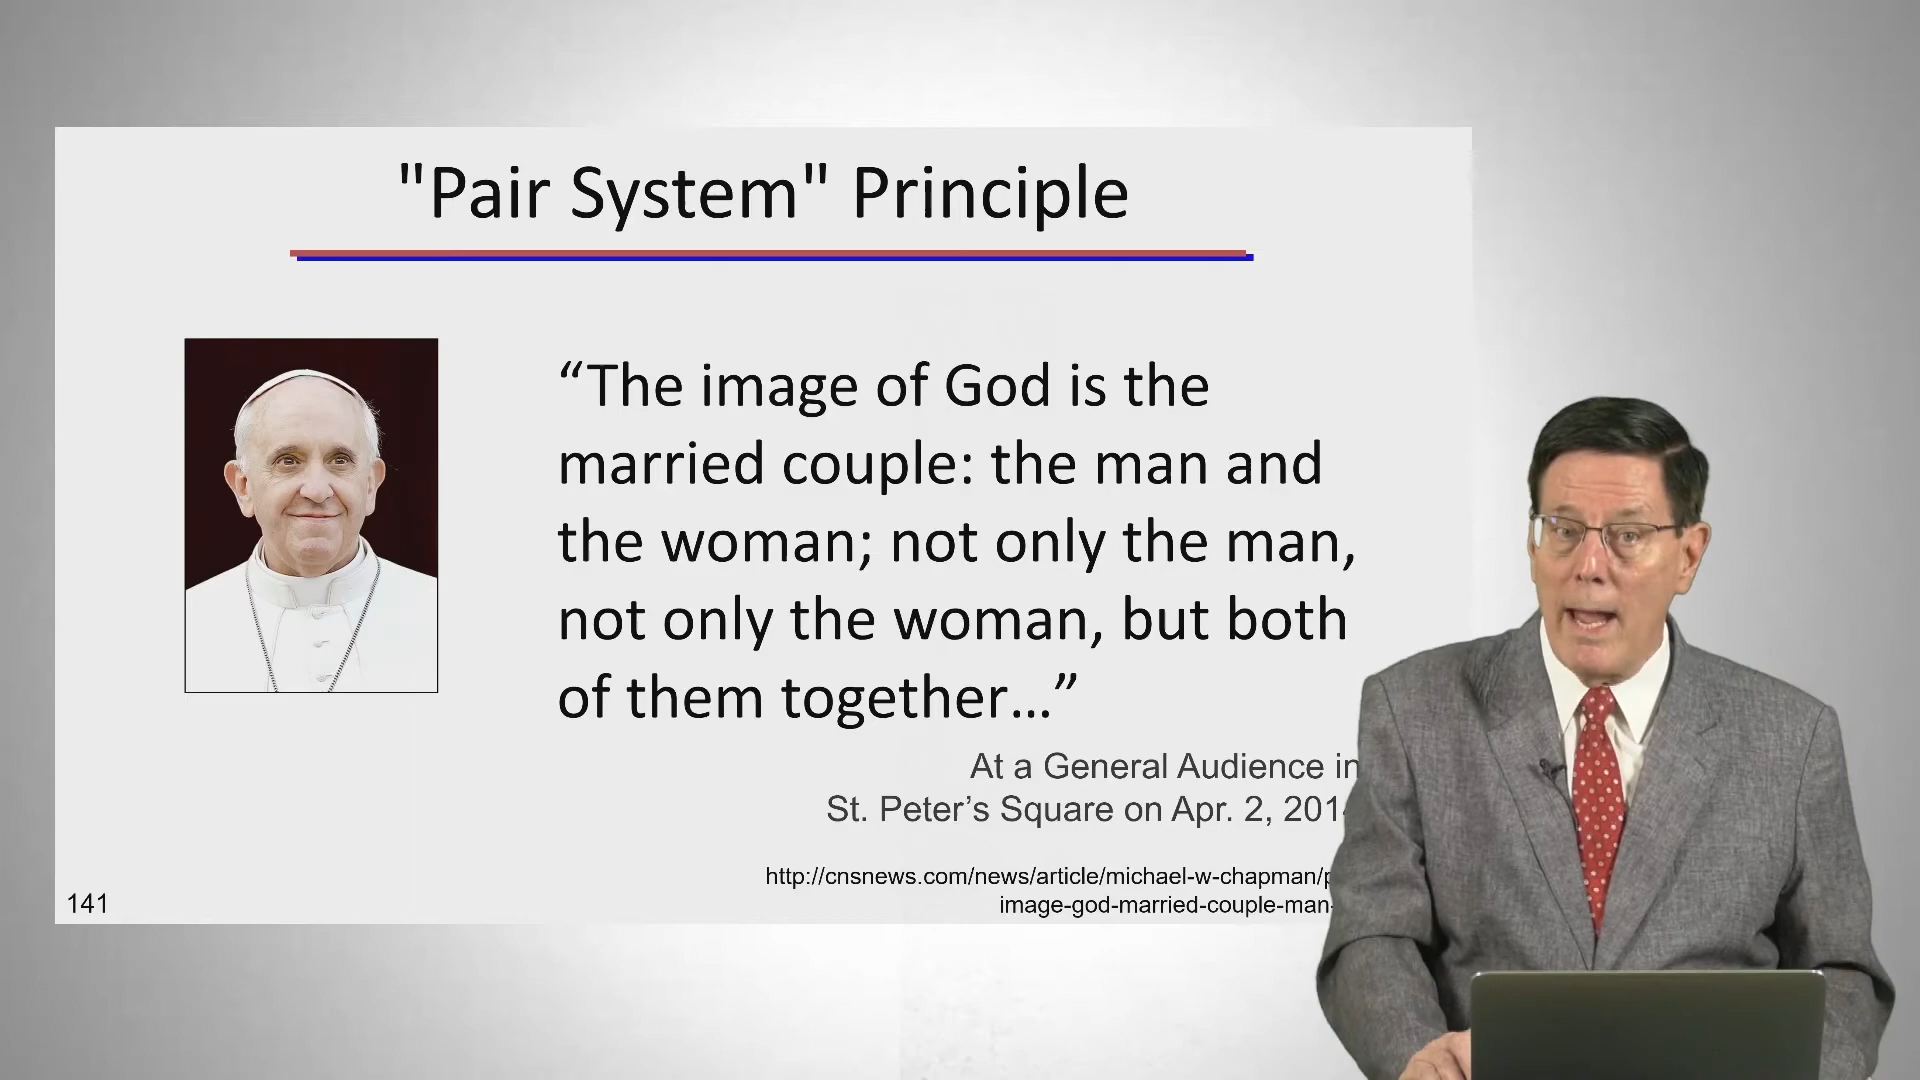 "Pair System" Principle
“The image of God is the
married couple: the man and
the woman; not only the man,
not only the woman, but both
of them together…”
At a General Audience in
St. Peter’s Square on Apr. 2,
http://cnsnews.com/news/article/michael-w-chapman/
image-god-married-couple-man-
141